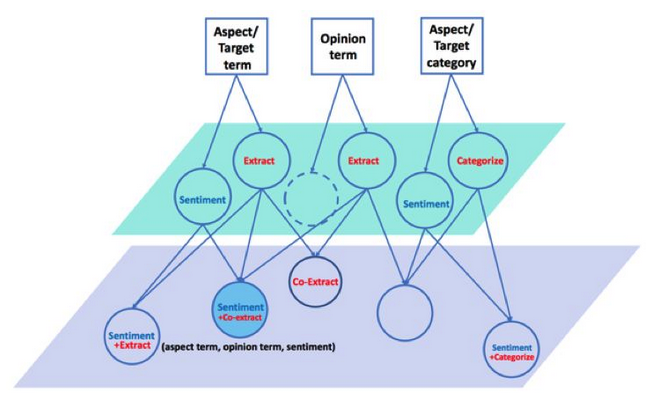 Aspect/
Target
term
Opinion
term
Aspect/
Target
category
Extract
Extract
Categorize
Sentiment
Sentiment
Co-Extract
Sentiment
+Co-extract
Sentiment
+Extract
(aspect term, opinion term, sentiment)
Sentiment
+Categorize